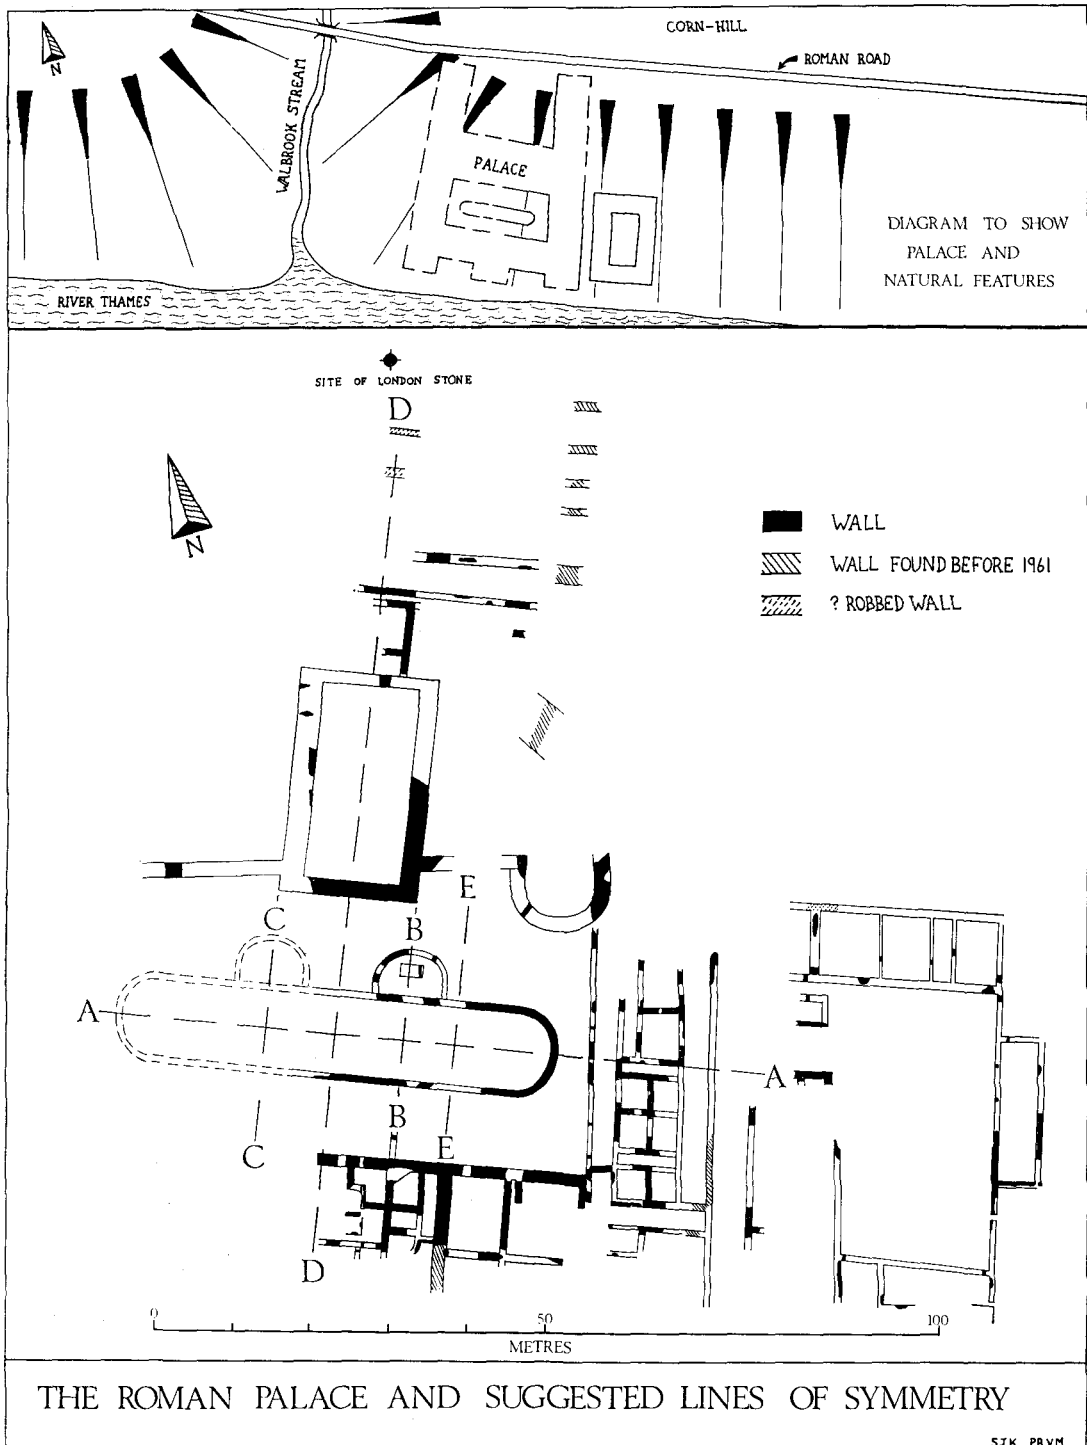 CORN-HILL
ROMAN ROAD
N
WALBROOK STREAM
PALACE
DIAGRAM TO SHOW
PALACE AND
NATURAL FEATURES
RIVER THAMES
SITE OF LONDON STONE
D
N
WALL
WALL FOUND BEFORE 1961
? ROBBED WALL
E
C
B
A
A
B
E
C
D
0 50 100
METRES
THE ROMAN PALACE AND SUGGESTED LINES OF SYMMETRY
SJK PRVM